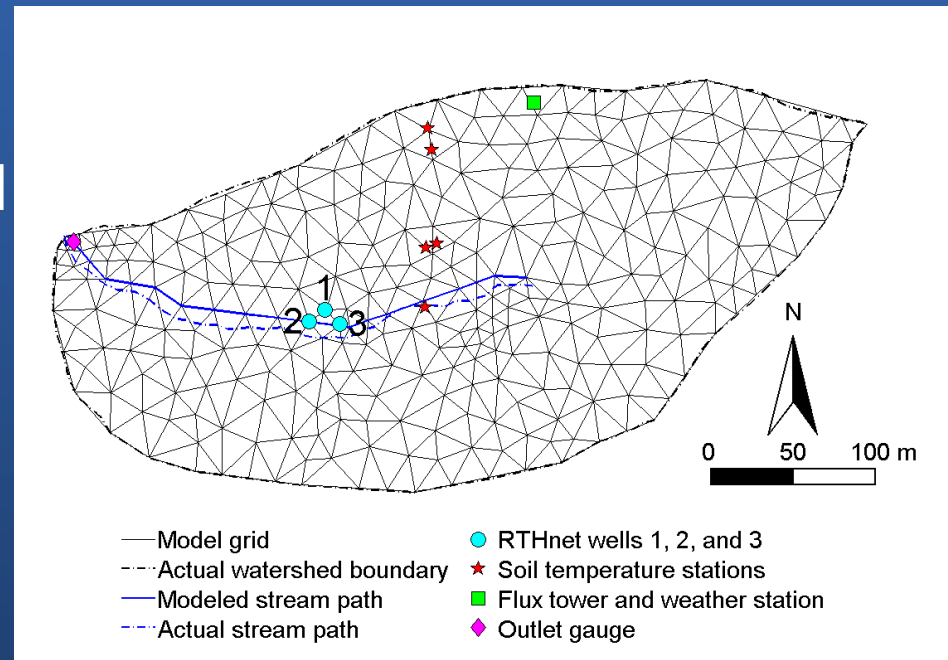 1
2
3
N
0 50 100 m
Model grid
Actual watershed boundary
Modeled stream path
Actual stream path
RTHnet wells 1, 2, and 3
Soil temperature stations
Flux tower and weather station
Outlet gauge